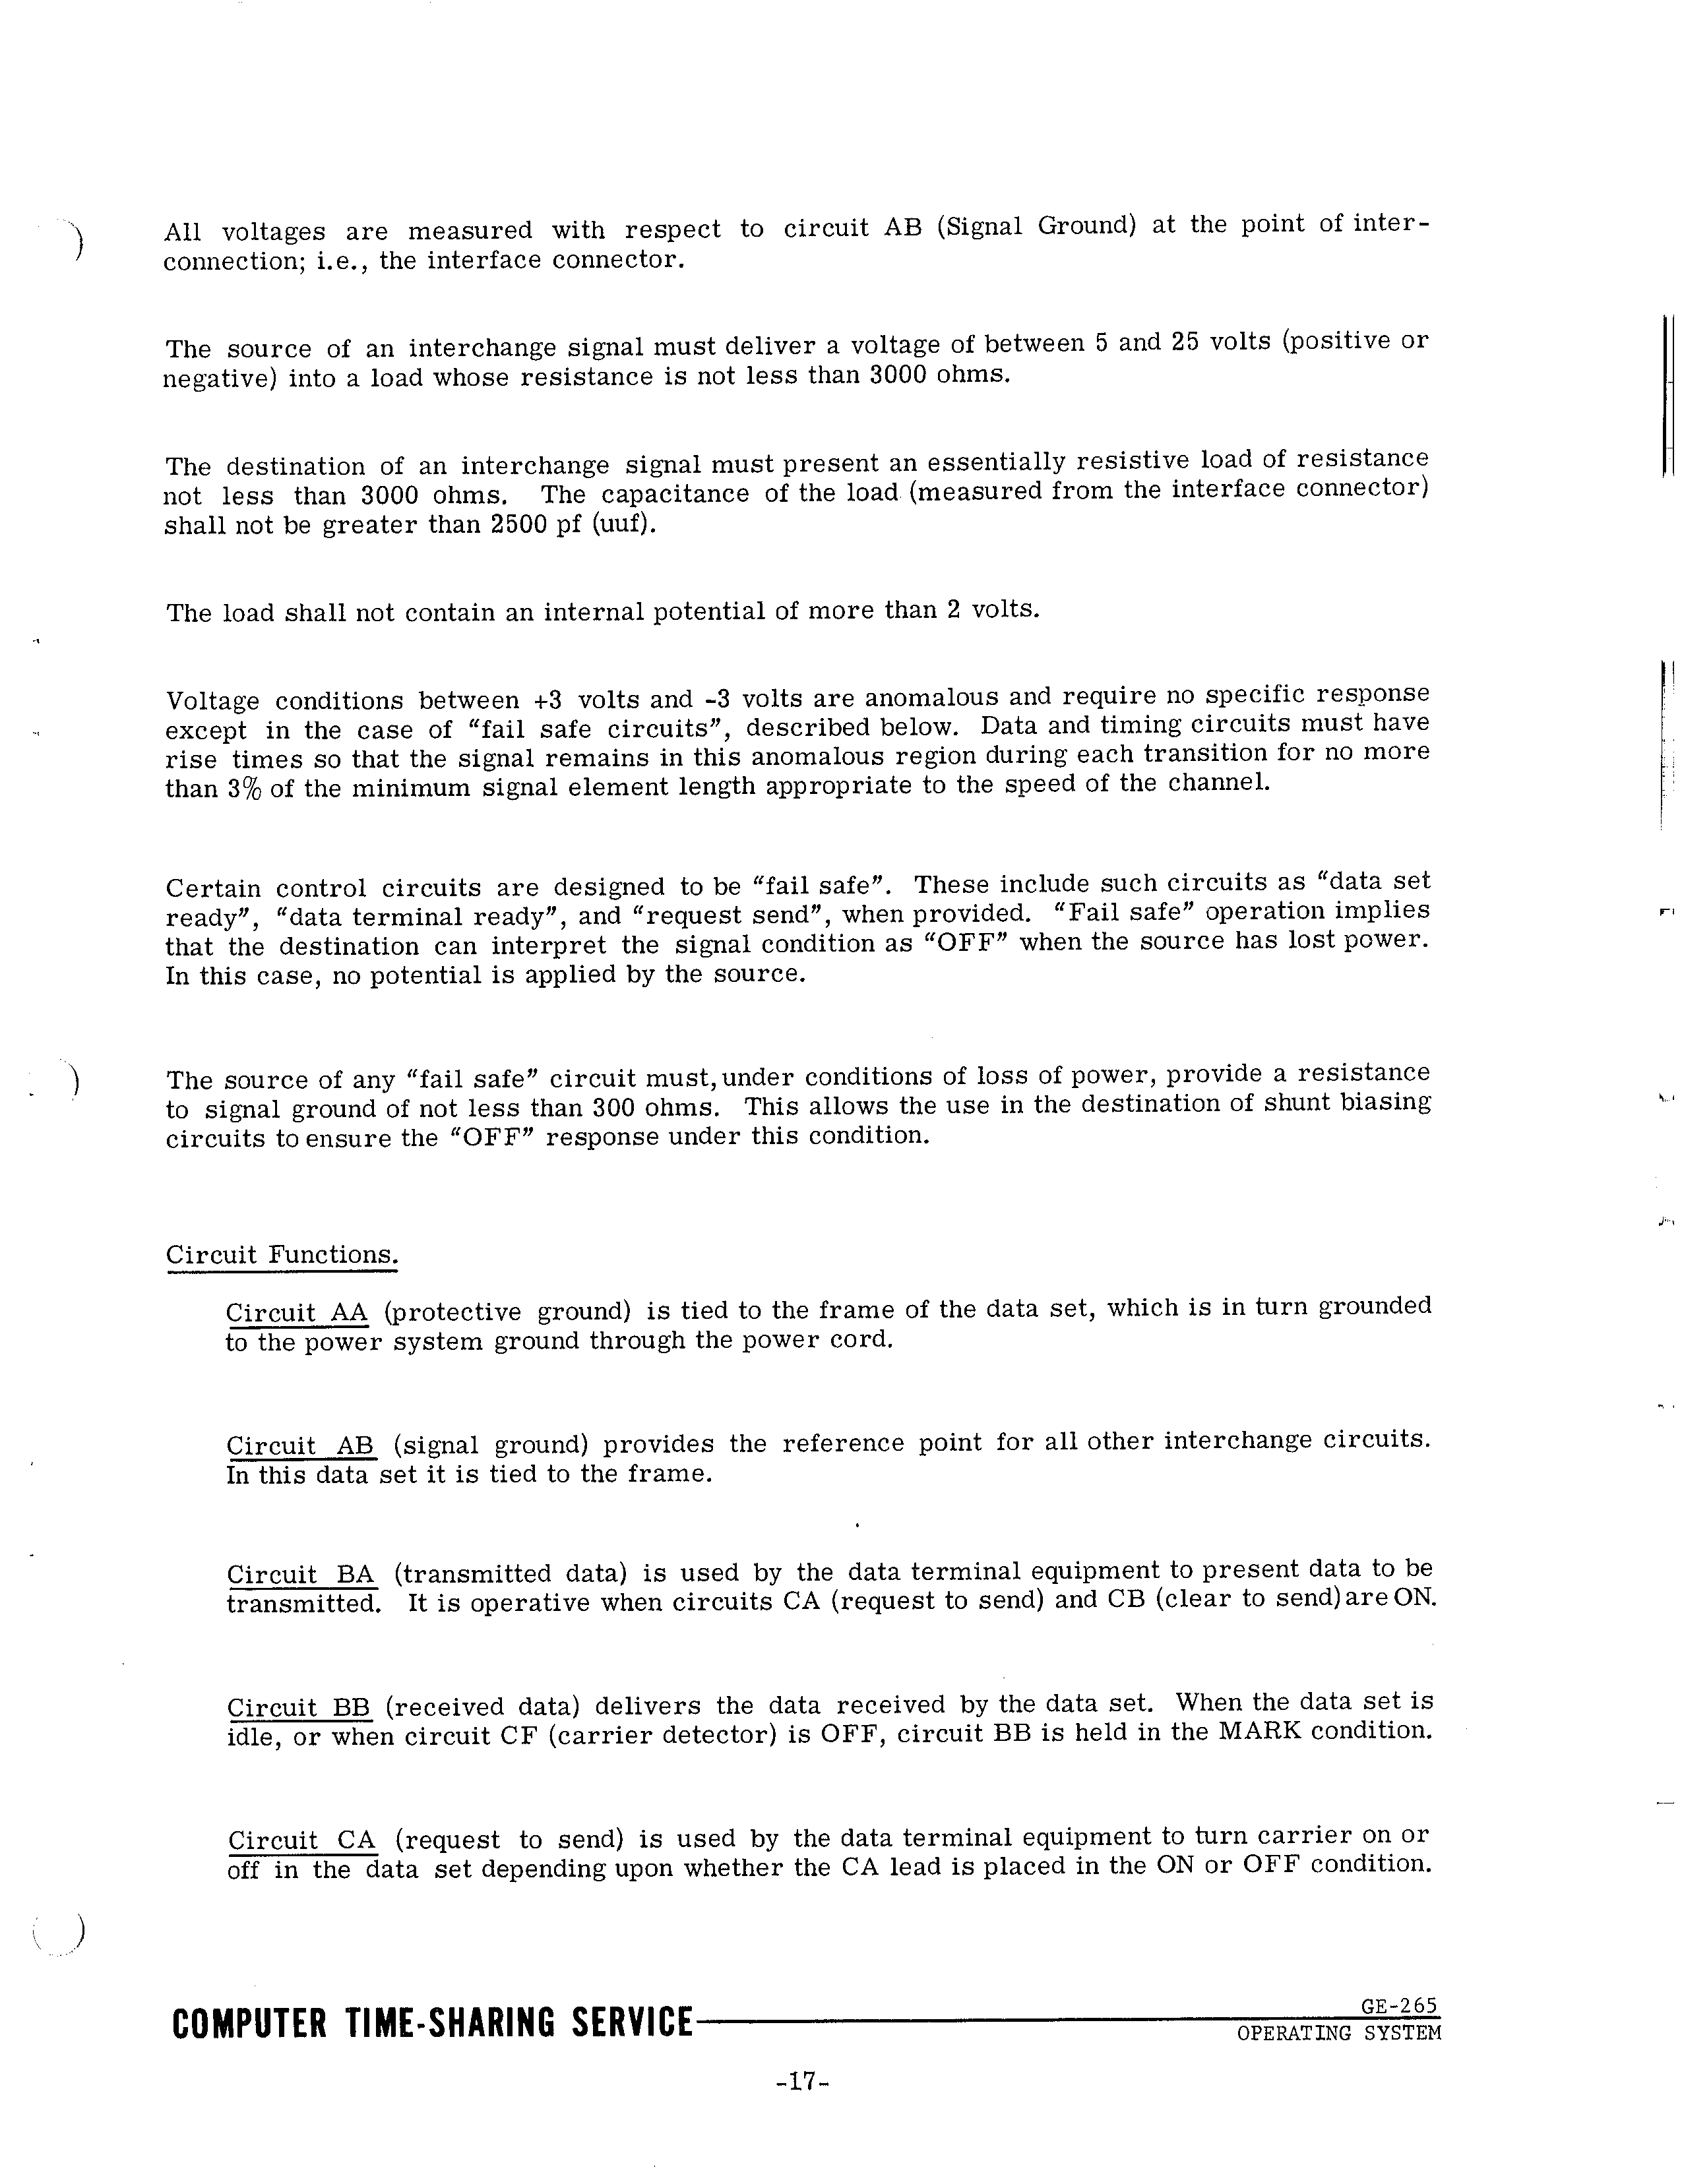 All voltages are measured with respect to circuit AB (Signal Ground) at the point of inter-
connection; i.e., the interface connector.
The source of an interchange signal must deliver a voltage of between 5 and 25 volts (positive or
negative) into a load whose resistance is not less than 3000 ohms.
The destination of an interchange signal must present an essentially resistive load of resistance
not less than 3000 ohms. The capacitance of the load (measured from the interface connector)
shall not be greater than 2500 pf (uuf).
The load shall not contain an internal potential of more than 2 volts.
Voltage conditions between +3 volts and -3 volts are anomalous and require no specific response
except in the case of “fail safe circuits”, described below. Data and timing circuits must have
rise times so that the signal remains in this anomalous region during each transition for no more
than 3% of the minimum signal element length appropriate to the speed of the channel.
Certain control circuits are designed to be “fail safe”. These include such circuits as “data set
ready”, “data terminal ready”, and “request send”, when provided. “Fail safe” operation implies
that the destination can interpret the signal condition as “OFF” when the source has lost power.
In this case, no potential is applied by the source.
The source of any “fail safe” circuit must, under conditions of loss of power, provide a resistance
to signal ground of not less than 300 ohms. This allows the use in the destination of shunt biasing
circuits to ensure the “OFF” response under this condition.
Circuit Functions.
Circuit AA (protective ground) is tied to the frame of the data set, which is in turn grounded
to the power system ground through the power cord.
Circuit AB (signal ground) provides the reference point for all other interchange circuits.
In this data set it is tied to the frame.
Circuit BA (transmitted data) is used by the data terminal equipment to present data to be
transmitted. It is operative when circuits CA (request to send) and CB (clear to send) are ON.
Circuit BB (received data) delivers the data received by the data set. When the data set is
idle, or when circuit CF (carrier detector) is OFF, circuit BB is held in the MARK condition.
Circuit CA (request to send) is used by the data terminal equipment to turn carrier on or
off in the data set depending upon whether the CA lead is placed in the ON or OFF condition.
COMPUTER TIME-SHARING SERVICE
GE-265
OPERATING SYSTEM
-17-